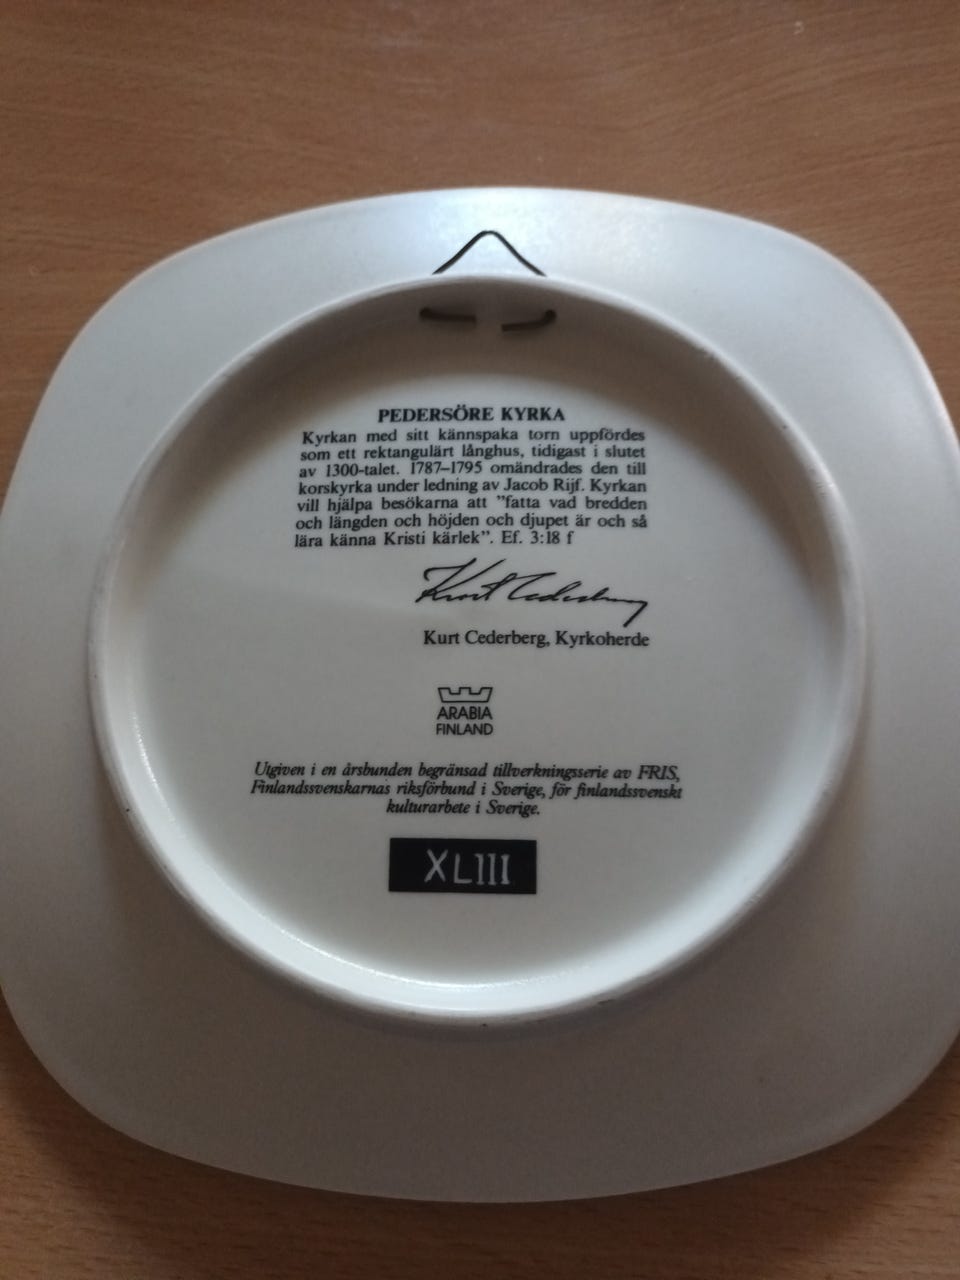 PEDERSÖRE KYRKA
Kyrkan med sitt kännspaka torn uppfördes
som ett rektangulärt långhus, tidigast i slutet
av 1300-talet. 1787–1795 omändrades den till
korskyrka under ledning av Jacob Rijf. Kyrkan
vill hjälpa besökarna att ”fatta vad bredden
och längden och höjden och djupet är och så
lära känna Kristi kärlek”. Ef. 3:18 f
Kurt Cederberg
Kurt Cederberg, Kyrkoherde
ARABIA
FINLAND
Utgiven i en årsbunden begränsad tillverkningsserie av FRIS,
Finlandssvenskarnas riksförbund i Sverige, för finlandssvenskt
kulturarbete i Sverige.
XLIII